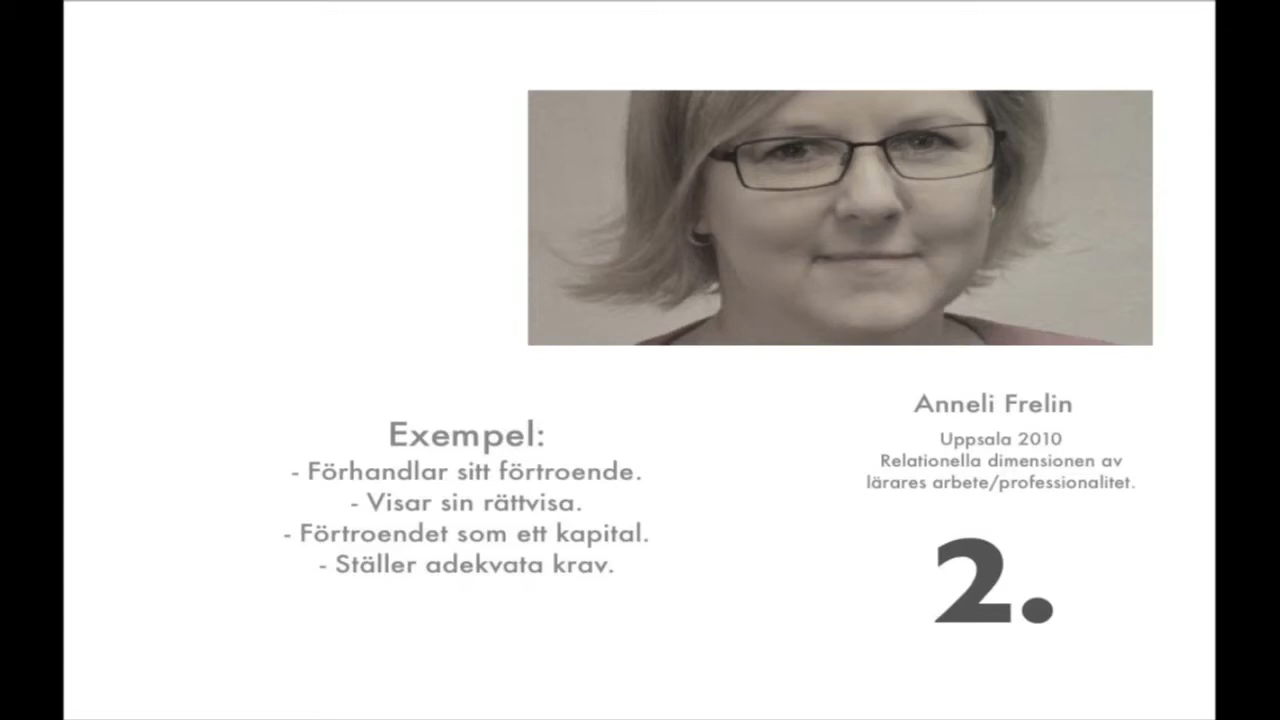 Exempel:
- Förhandlar sitt förtroende.
- Visar sin rättvisa.
- Förtroendet som ett kapital.
- Ställer adekvata krav.
Anneli Frelin
Uppsala 2010
Relationella dimensionen av
lärares arbete/professionalitet.
2.